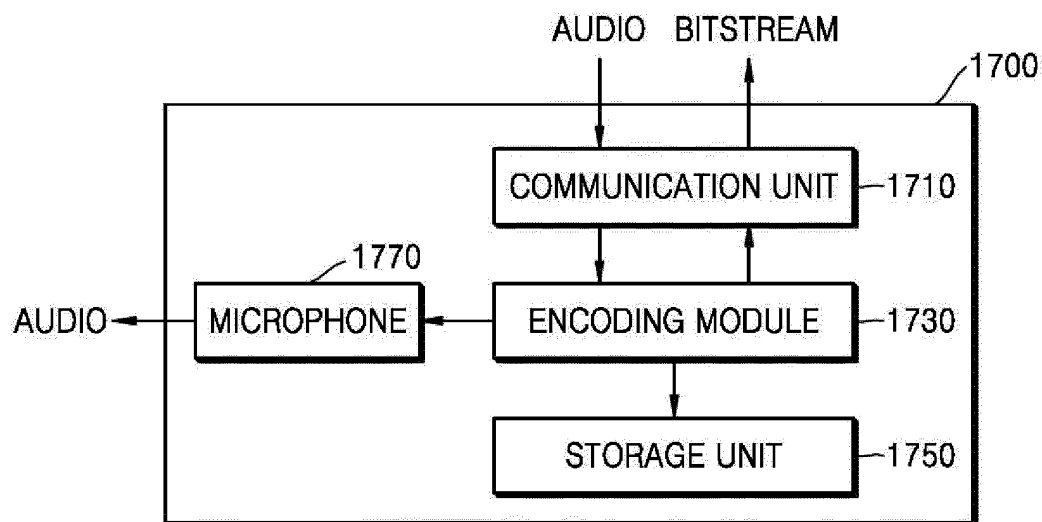 AUDIO BITSTREAM
1700
COMMUNICATION UNIT 1710
1770
AUDIO MICROPHONE ENCODING MODULE 1730
STORAGE UNIT 1750